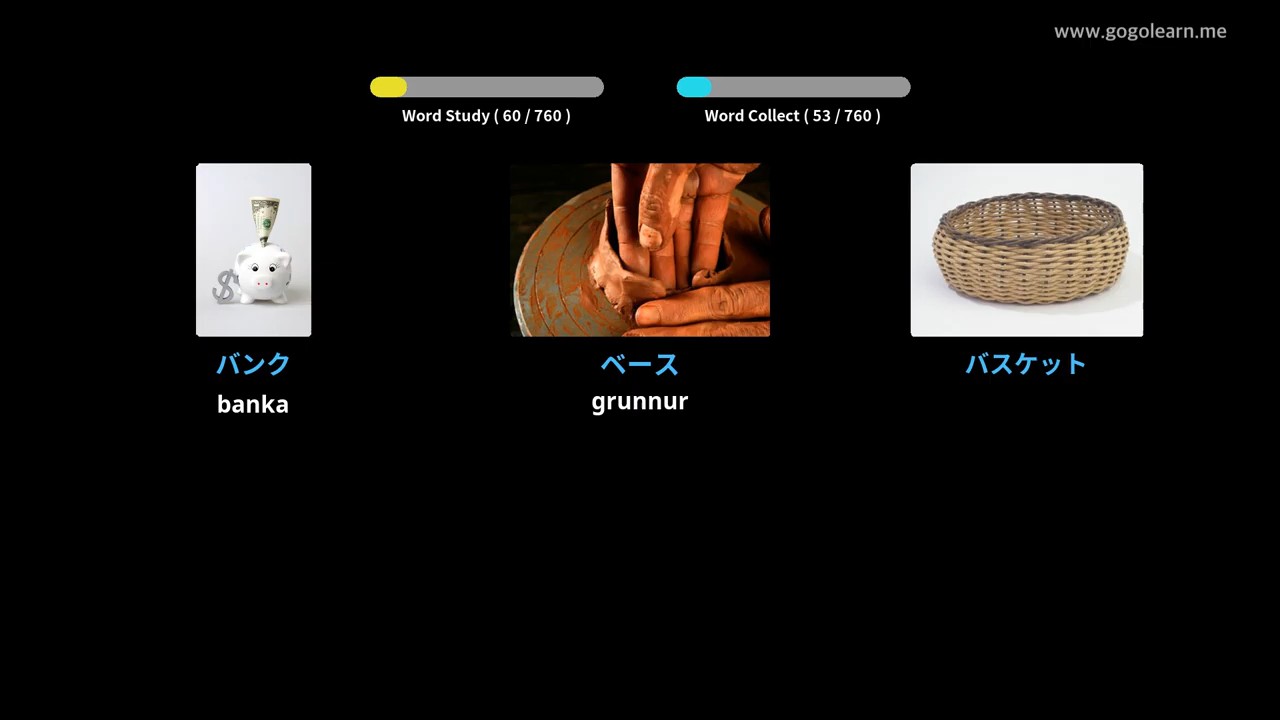 www.gogolearn.me
Word Study ( 60 / 760 )
Word Collect ( 53 / 760 )
バンク
ベース
バスケット
banka
grunnur